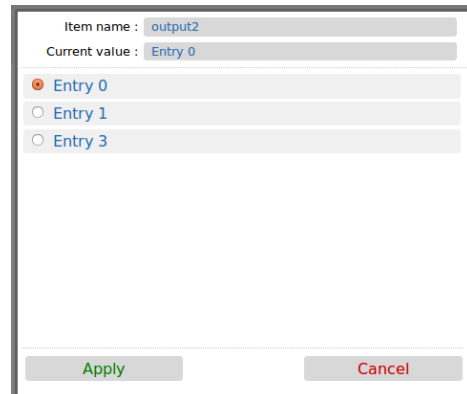 Item name : output2
Current value : Entry 0
Entry 0
Entry 1
Entry 3
Apply Cancel